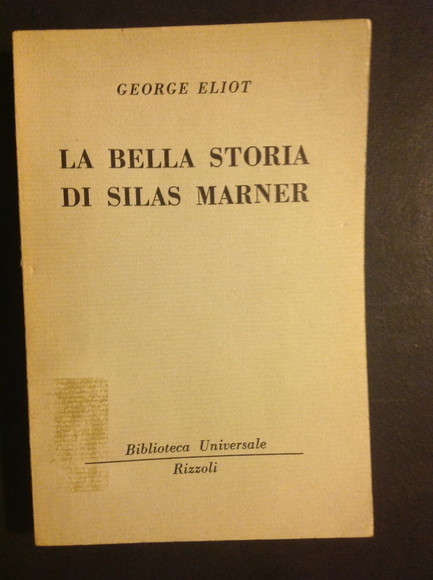 GEORGE ELIOT
LA BELLA STORIA
DI SILAS MARNER
Biblioteca Universale
Rizzoli